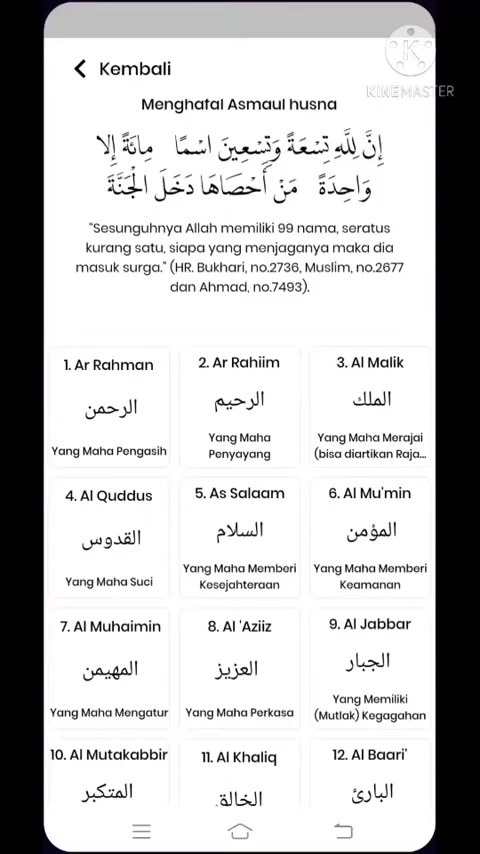 K
KINEMASTER
Kembali
Menghafal Asmaul husna
إِنَّ لِلَّهِ تِسْعَةً وَتِسْعِينَ اسْمًا مِائَةً إِلا
وَاحِدَةً مَنْ أَحْصَاهَا دَخَلَ الْجَنَّةَ
"Sesungguhnya Allah memiliki 99 nama, seratus
kurang satu, siapa yang menjaganya maka dia
masuk surga." (HR. Bukhari, no.2736, Muslim, no.2677
dan Ahmad, no.7493).
1. Ar Rahman
الرحمن
Yang Maha Pengasih
2. Ar Rahiim
الرحيم
Yang Maha
Penyayang
3. Al Malik
الملك
Yang Maha Merajai
(bisa diartikan Raja...
4. Al Quddus
القدوس
Yang Maha Suci
5. As Salaam
السلام
Yang Maha Memberi
Kesejahteraan
6. Al Mu'min
المؤمن
Yang Maha Memberi
Keamanan
7. Al Muhaimin
المهيمن
Yang Maha Mengatur
8. Al 'Aziiz
العزيز
Yang Maha Perkasa
9. Al Jabbar
الجبار
Yang Memiliki
(Mutlak) Kegagahan
10. Al Mutakabbir
المتكبر
11. Al Khaliq
الخالق
12. Al Baari'
البارئ